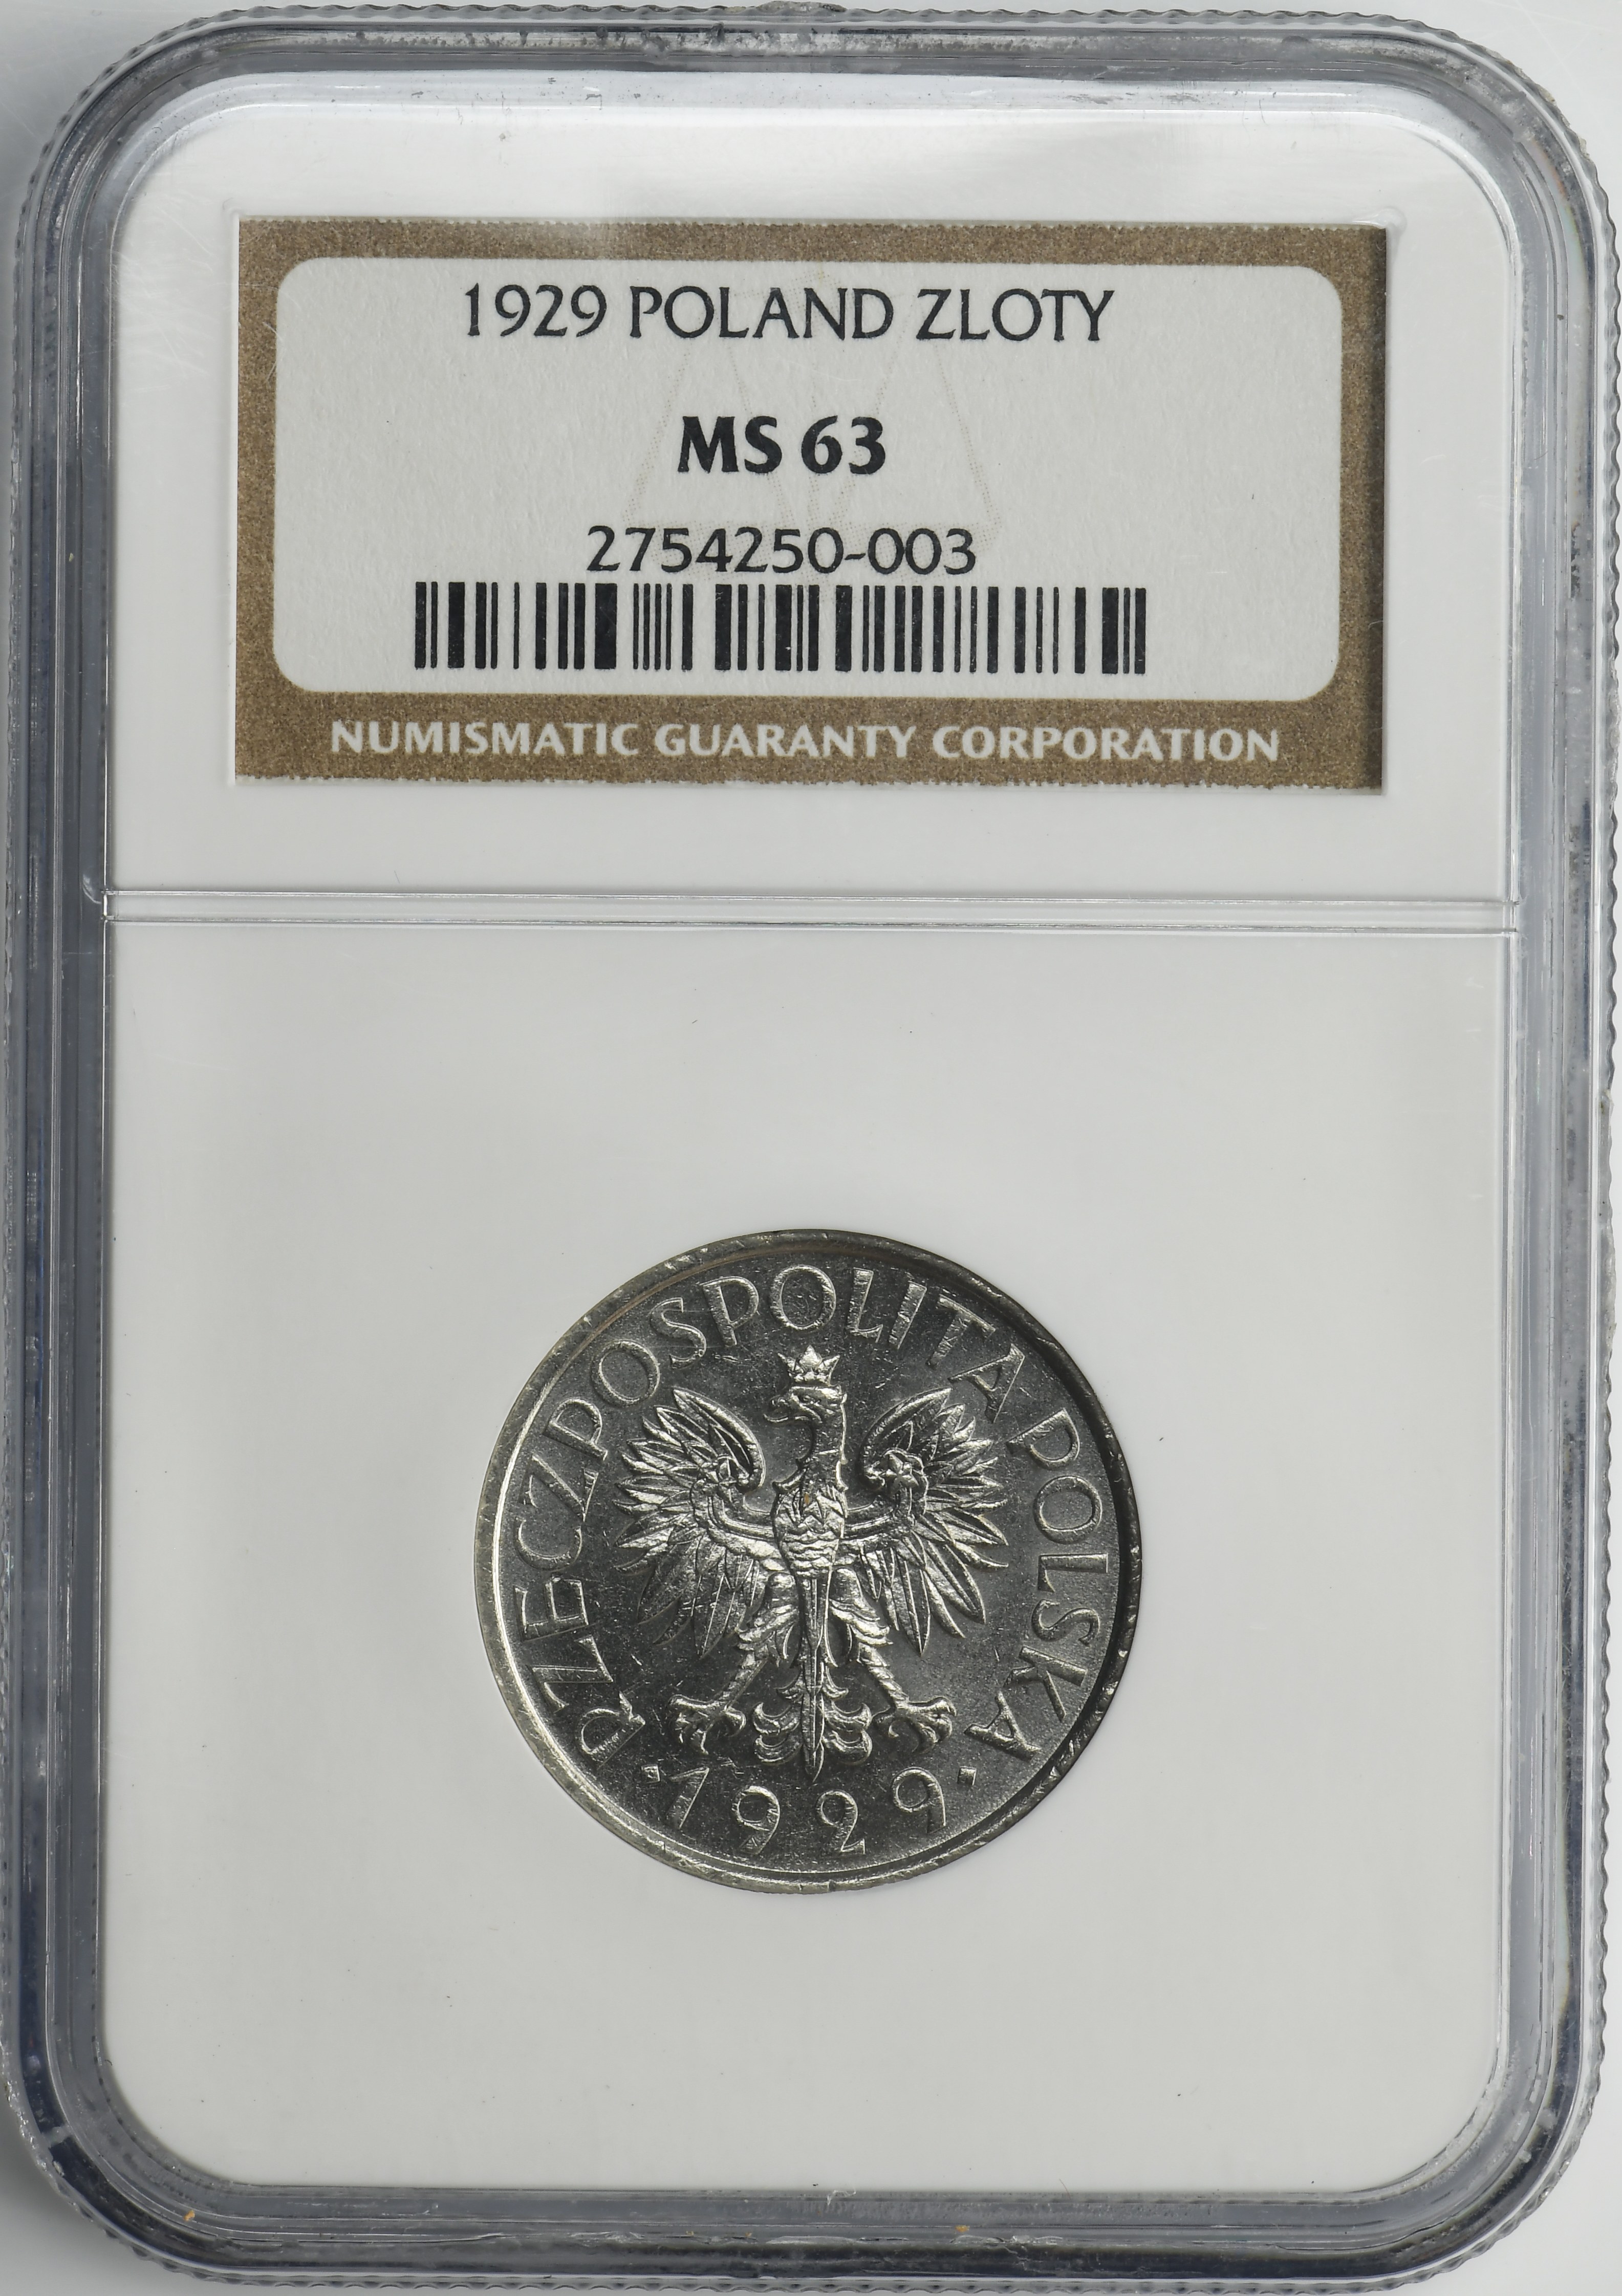 1929 POLAND ZLOTY
MS 63
2754250-003
NUMISMATIC GUARANTY CORPORATION
RZECZPOSPOLITA POLSKA
·1929·